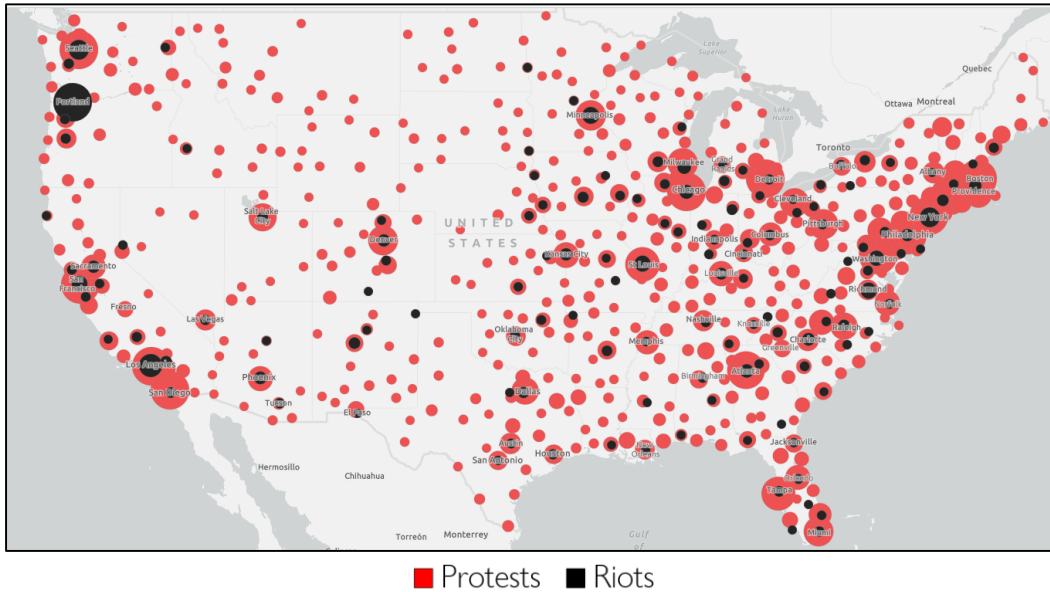 Seattle
Portland
Lake
Superior
Quebec
Ottawa
Montreal
Minneapolis
Lake
Huron
Toronto
Milwaukee
Grand
Rapids
Buffalo
Albany
Boston
Providence
Detroit
Chicago
Cleveland
New York
Salt Lake
City
UNITED
STATES
Denver
Pittsburgh
Philadelphia
Columbus
Indianapolis
Cincinnati
Washington
Kansas City
St Louis
Sacramento
San
Francisco
Louisville
Richmond
Norfolk
Fresno
Las Vegas
Nashville
Knoxville
Raleigh
Oklahoma
City
Memphis
Greenville
Charlotte
Los Angeles
Phoenix
Birmingham
Atlanta
San Diego
Tucson
El Paso
Dallas
Austin
Houston
San Antonio
New
Orleans
Jacksonville
Hermosillo
Chihuahua
Orlando
Tampa
Miami
Torreón
Monterrey
Gulf
of
Protests
Riots